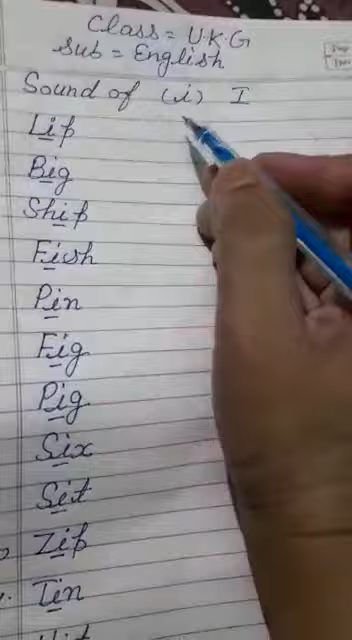 Class = U.K.G
Sub = English
Sound of (i) I
Lip
Big
Ship
Fish
Pin
Fig
Pig
Six
Sit
Zip
Tin